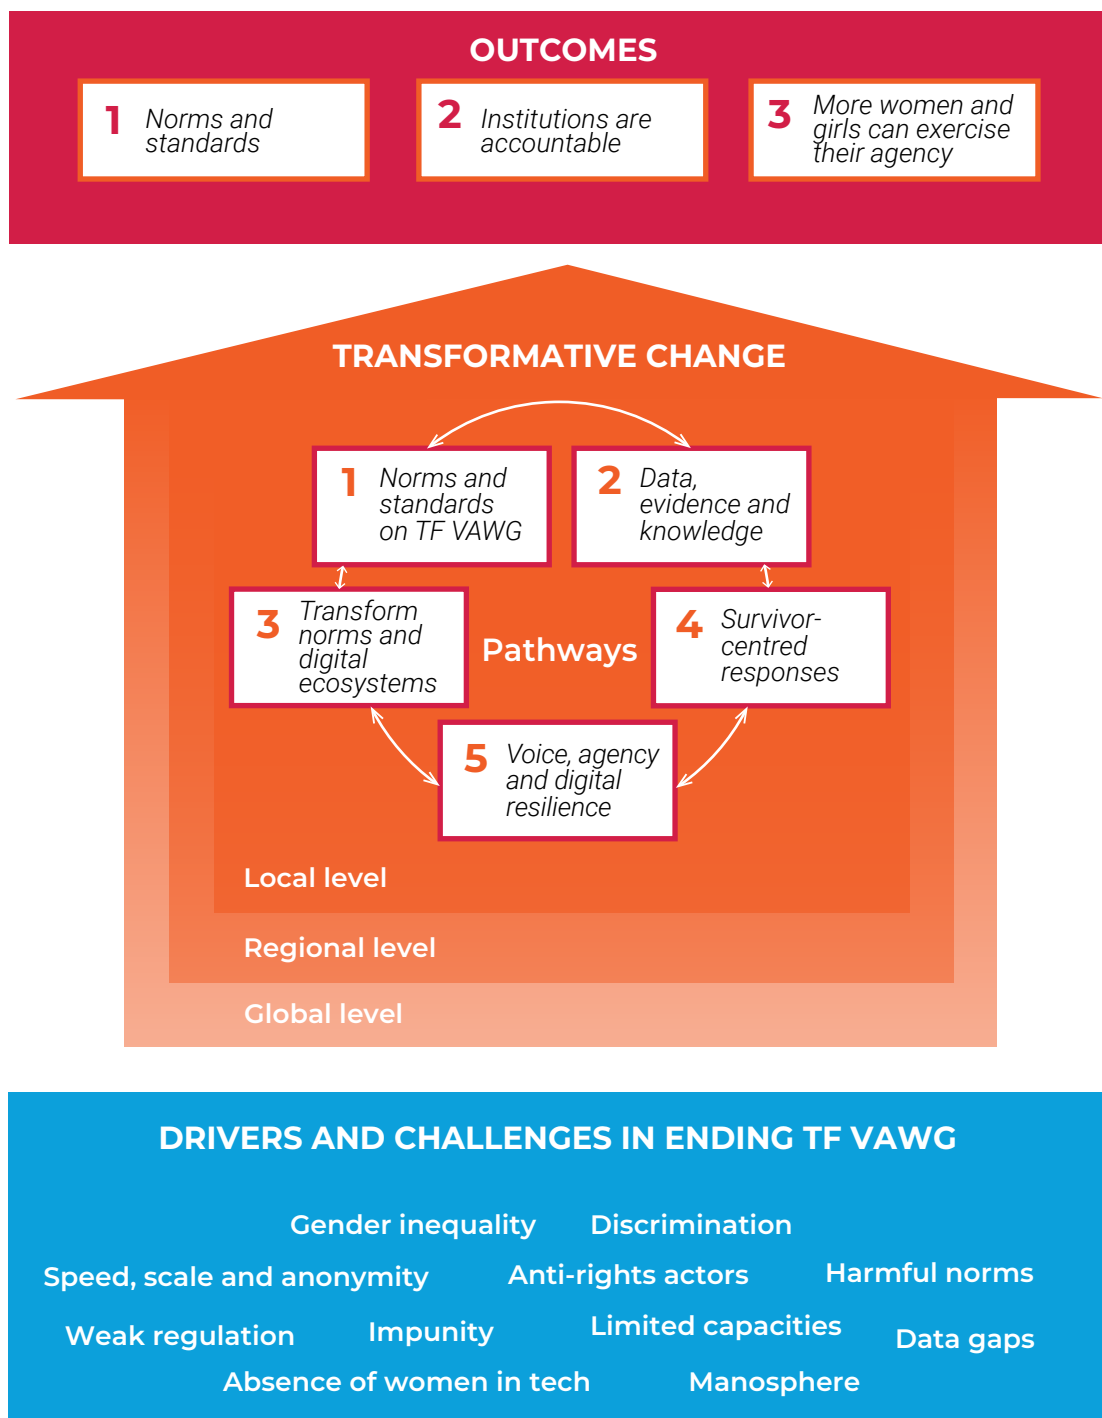 OUTCOMES
1
Norms and
standards
2
Institutions are
accountable
3
More women and
girls can exercise
their agency
TRANSFORMATIVE CHANGE
1
Norms and
standards
on TF VAWG
2
Data,
evidence and
knowledge
3
Transform
norms and
digital
ecosystems
Pathways
4
Survivor-
centred
responses
5
Voice, agency
and digital
resilience
Local level
Regional level
Global level
DRIVERS AND CHALLENGES IN ENDING TF VAWG
Gender inequality
Discrimination
Speed, scale and anonymity
Anti-rights actors
Harmful norms
Weak regulation
Impunity
Limited capacities
Data gaps
Absence of women in tech
Manosphere